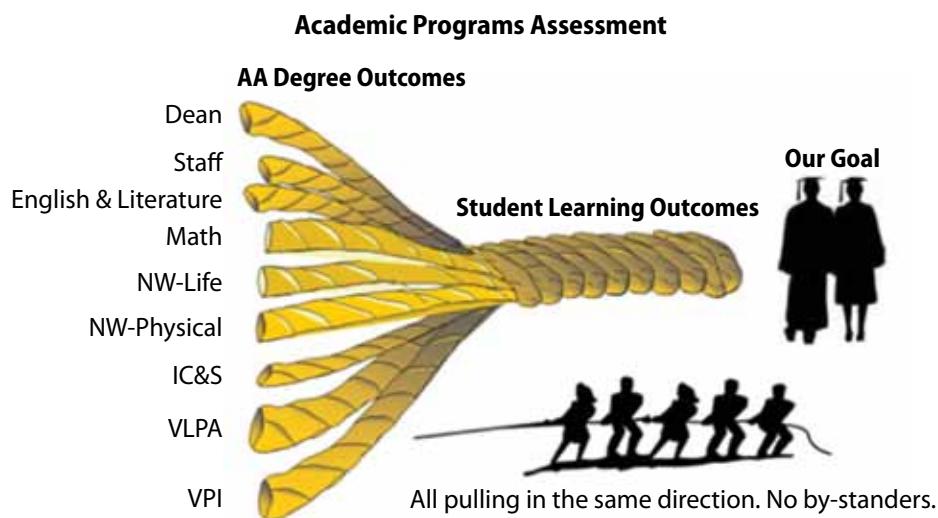 Academic Programs Assessment
AA Degree Outcomes
Dean
Staff
English & Literature
Math
NW-Life
NW-Physical
IC&S
VLPA
VPI
Student Learning Outcomes
Our Goal
All pulling in the same direction. No by-standers.